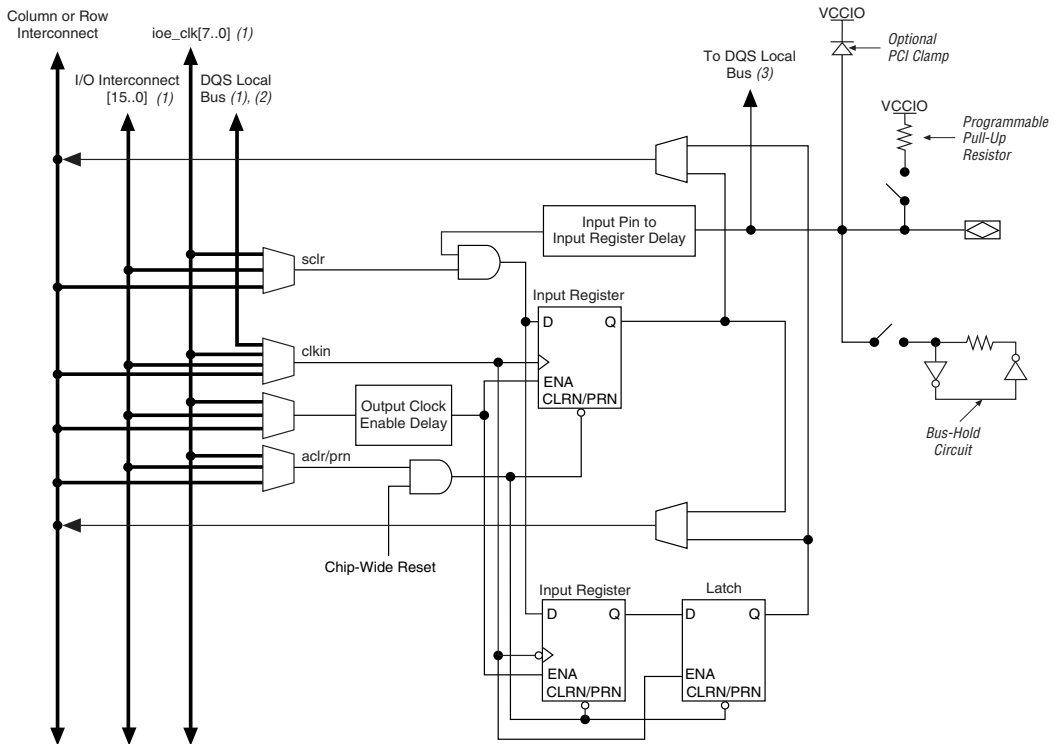 Column or Row
Interconnect
ioe_clk[7..0] (1)
I/O Interconnect
[15..0] (1)
DQS Local
Bus (1), (2)
To DQS Local
Bus (3)
VCCIO
Optional
PCI Clamp
VCCIO
Programmable
Pull-Up
Resistor
Input Pin to
Input Register Delay
sclr
Input Register
D
Q
clkin
ENA
CLRN/PRN
Output Clock
Enable Delay
aclr/prn
Bus-Hold
Circuit
Chip-Wide Reset
Input Register
Latch
D
Q
D
Q
ENA
CLRN/PRN
ENA
CLRN/PRN